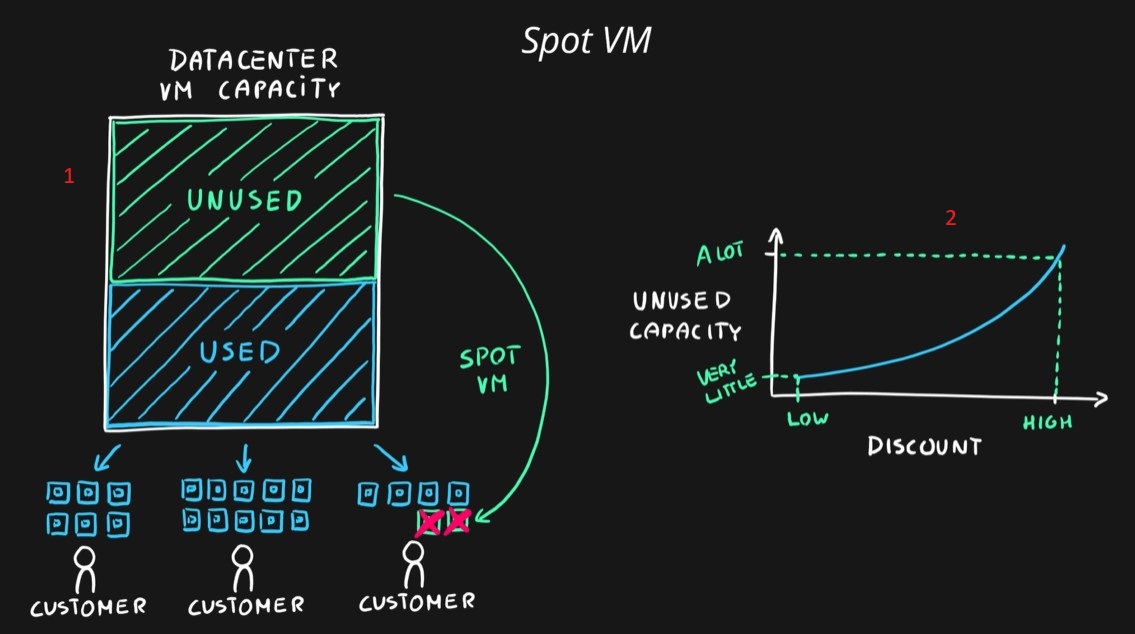 Spot VM
DATACENTER
VM CAPACITY
1
UNUSED
USED
SPOT
VM
CUSTOMER
CUSTOMER
CUSTOMER
2
A LOT
UNUSED
CAPACITY
VERY
LITTLE
LOW
HIGH
DISCOUNT